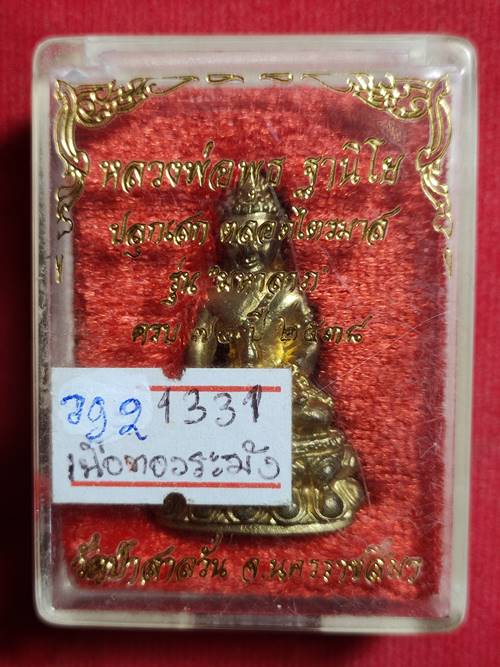 หลวงพ่อพุธ ฐานิโย
ปลุกเสก ตลอดไตรมาส
รุ่น "มหาลาภ"
ครบ ๗๔ ปี ๒๕๓๘
1331
เนื้อทองระฆัง
วัดป่าสาลวัน จ.นครราชสีมา